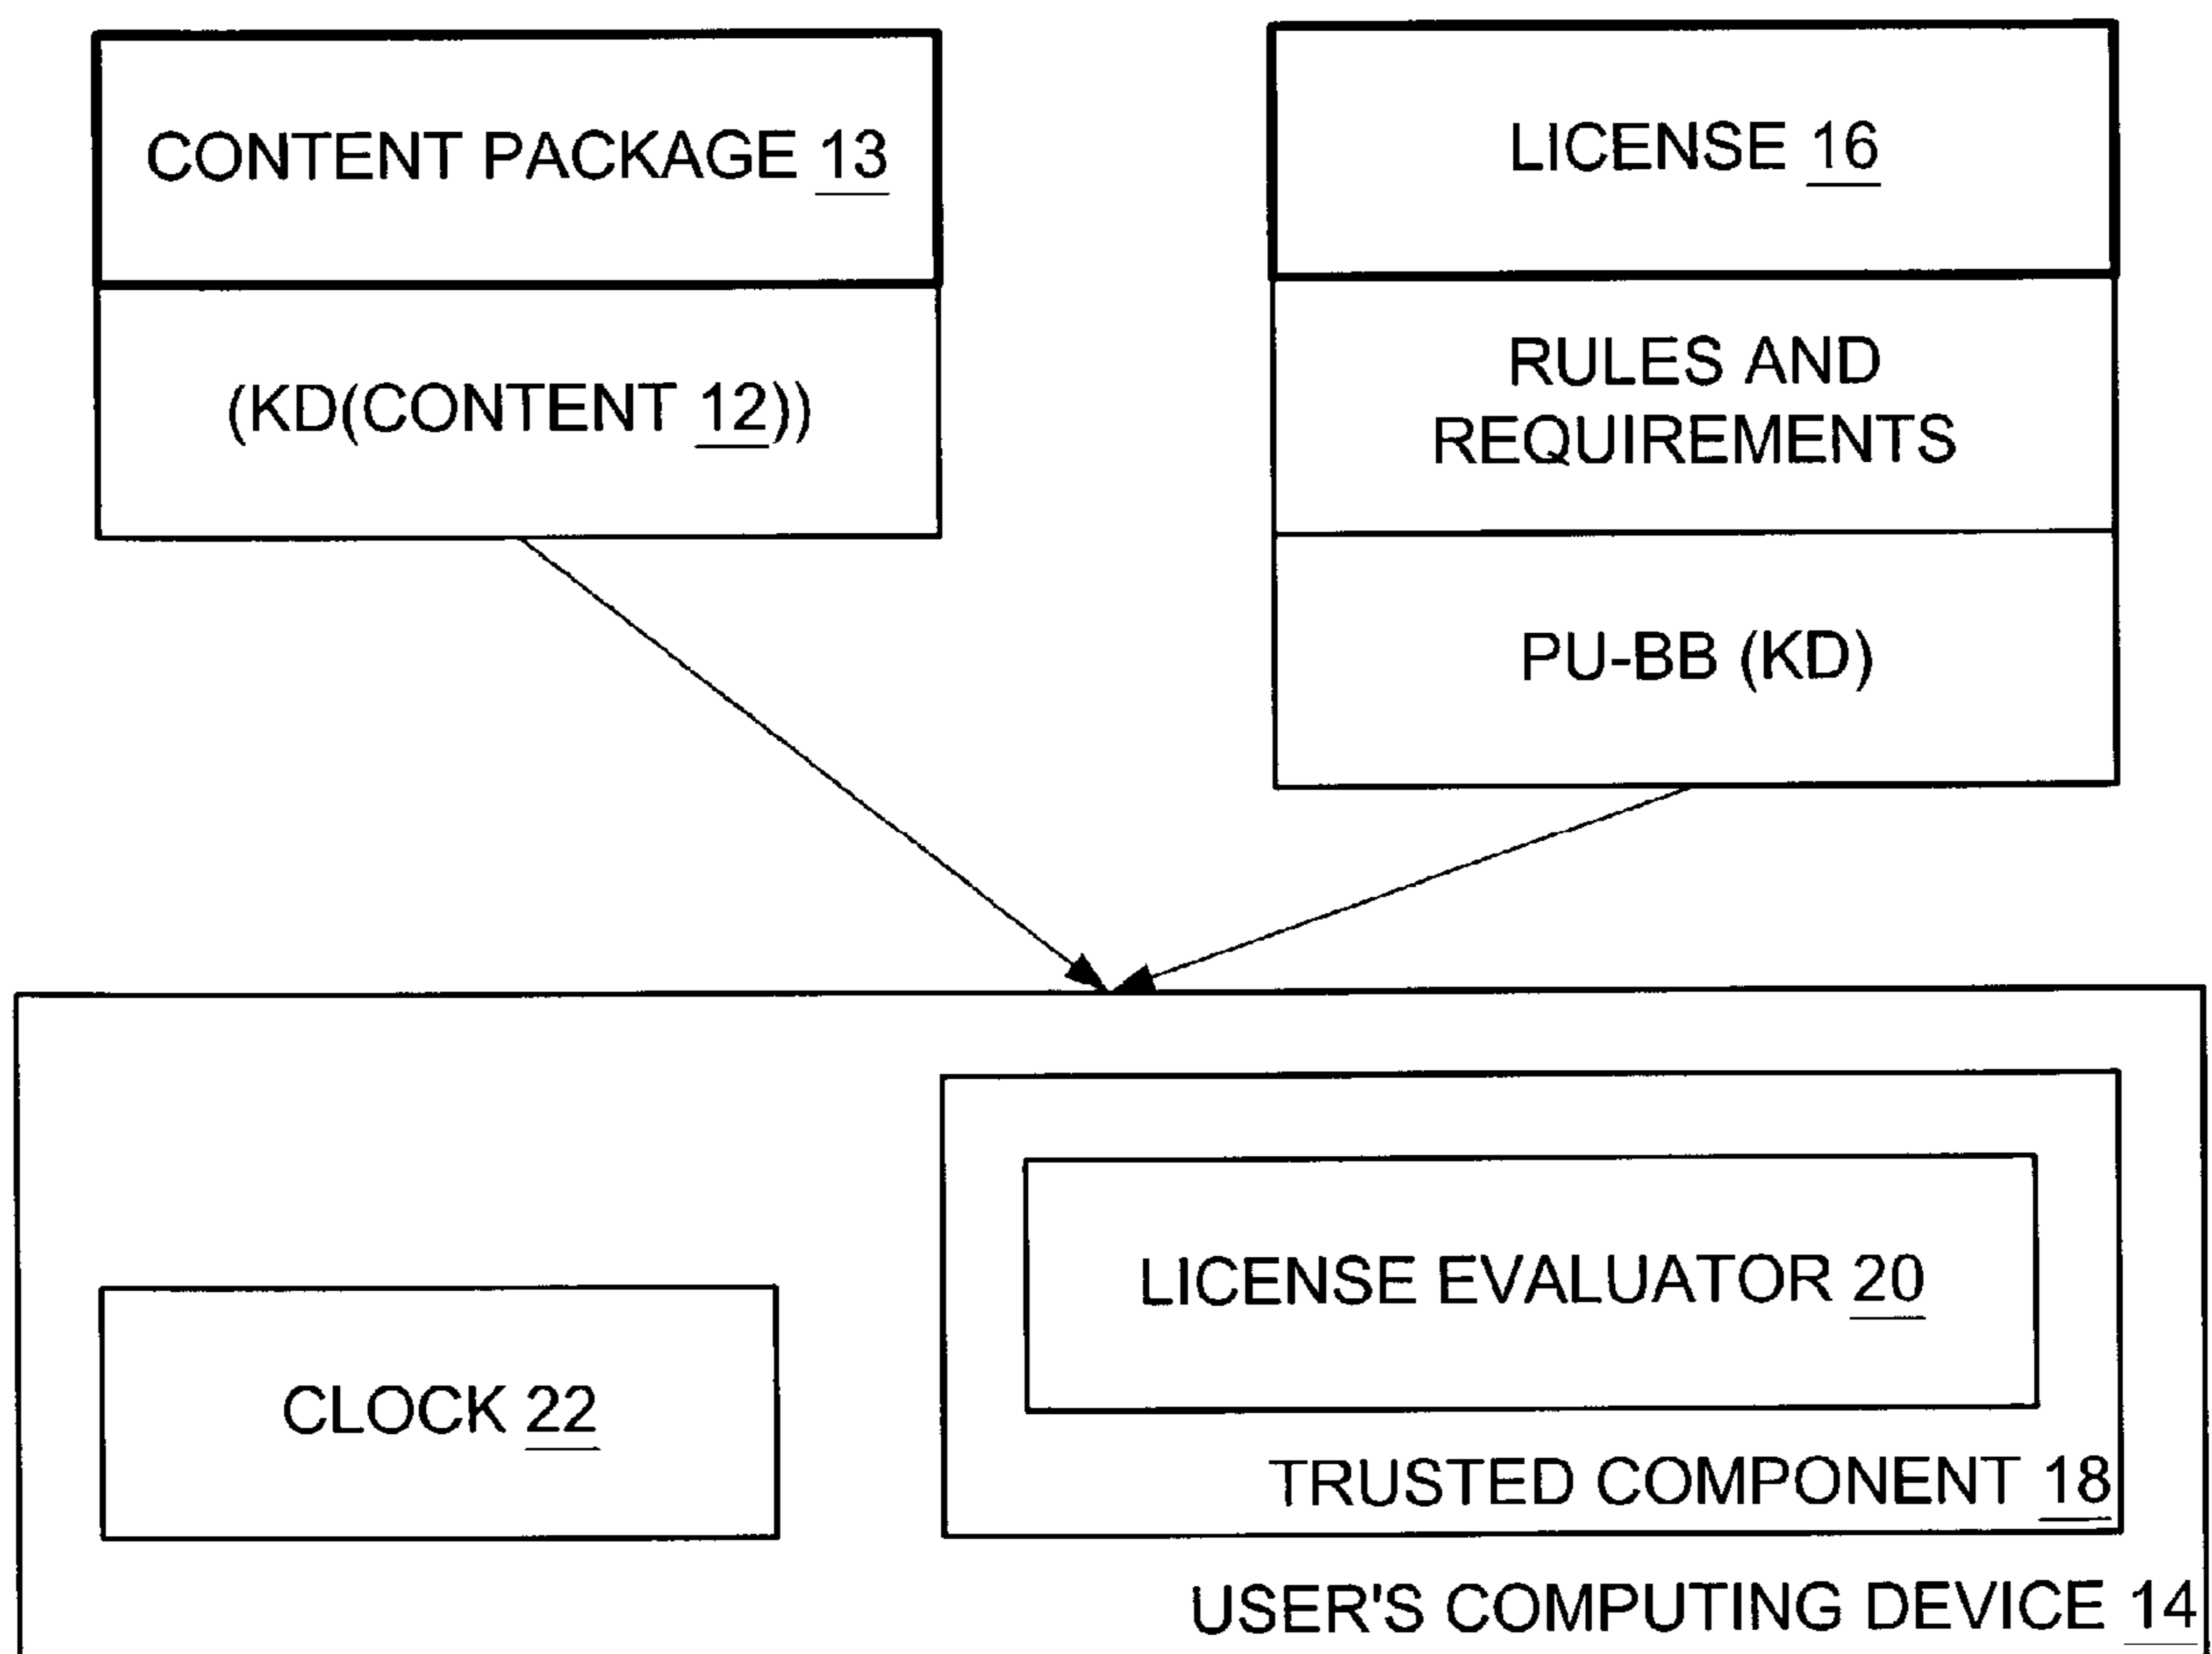 CONTENT PACKAGE 13
(KD(CONTENT 12))
LICENSE 16
RULES AND
REQUIREMENTS
PU-BB (KD)
LICENSE EVALUATOR 20
CLOCK 22
TRUSTED COMPONENT 18
USER'S COMPUTING DEVICE 14